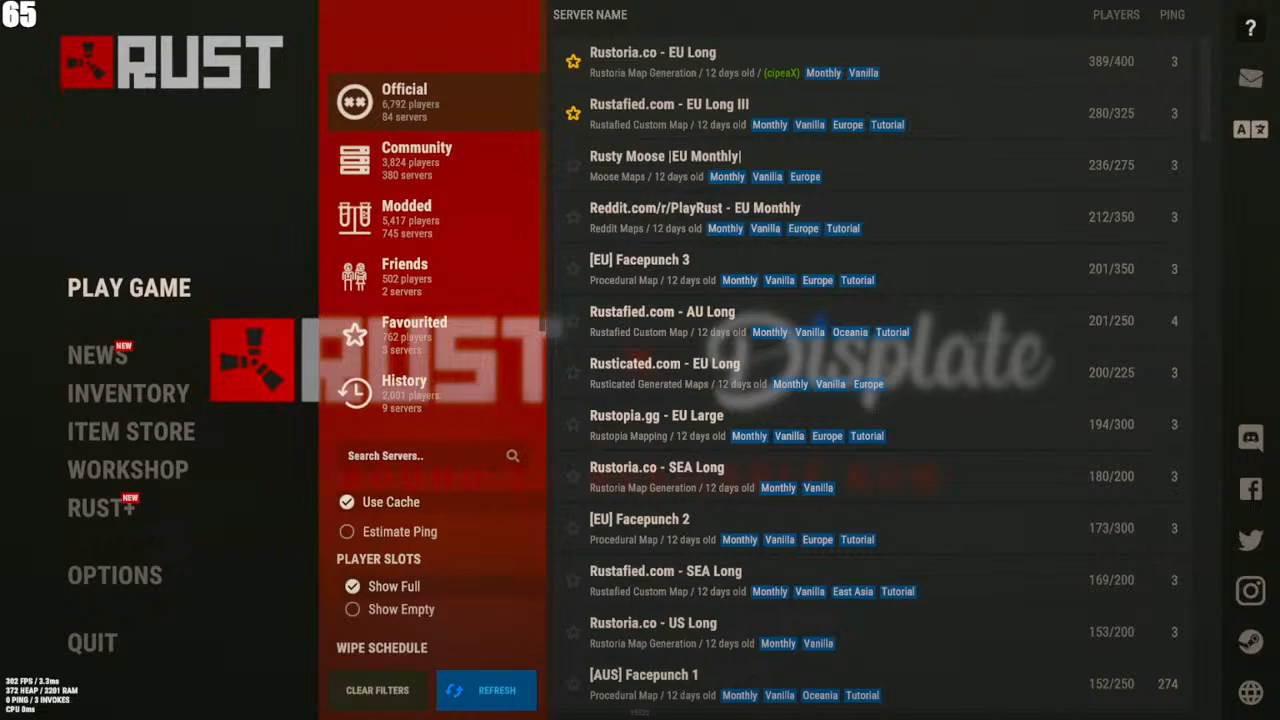 65
RUST
PLAY GAME
NEWS NEW
INVENTORY
ITEM STORE
WORKSHOP
RUST+ NEW
OPTIONS
QUIT
302 FPS / 3.3ms
372 HEAP / 3201 RAM
0 PING / 3 INVOKES
CPU 0ms
Official
6,792 players
84 servers
Community
3,824 players
380 servers
Modded
5,417 players
745 servers
Friends
502 players
2 servers
Favourited
762 players
3 servers
History
2,001 players
9 servers
Search Servers..
Use Cache
Estimate Ping
PLAYER SLOTS
Show Full
Show Empty
WIPE SCHEDULE
CLEAR FILTERS
REFRESH
SERVER NAME PLAYERS PING
Rustoria.co - EU Long 389/400 3
Rustoria Map Generation / 12 days old / (cipeaX) Monthly Vanilla
Rustafied.com - EU Long III 280/325 3
Rustafied Custom Map / 12 days old Monthly Vanilla Europe Tutorial
Rusty Moose |EU Monthly| 236/275 3
Moose Maps / 12 days old Monthly Vanilla Europe
Reddit.com/r/PlayRust - EU Monthly 212/350 3
Reddit Maps / 12 days old Monthly Vanilla Europe Tutorial
[EU] Facepunch 3 201/350 3
Procedural Map / 12 days old Monthly Vanilla Europe Tutorial
Rustafied.com - AU Long 201/250 4
Rustafied Custom Map / 12 days old Monthly Vanilla Oceania Tutorial
Rusticated.com - EU Long 200/225 3
Rusticated Generated Maps / 12 days old Monthly Vanilla Europe
Rustopia.gg - EU Large 194/300 3
Rustopia Mapping / 12 days old Monthly Vanilla Europe Tutorial
Rustoria.co - SEA Long 180/200 3
Rustoria Map Generation / 12 days old Monthly Vanilla
[EU] Facepunch 2 173/300 3
Procedural Map / 12 days old Monthly Vanilla Europe Tutorial
Rustafied.com - SEA Long 169/200 3
Rustafied Custom Map / 12 days old Monthly Vanilla East Asia Tutorial
Rustoria.co - US Long 153/200 3
Rustoria Map Generation / 12 days old Monthly Vanilla
[AUS] Facepunch 1 152/250 274
Procedural Map / 12 days old Monthly Vanilla Oceania Tutorial
RUST
Displate
?